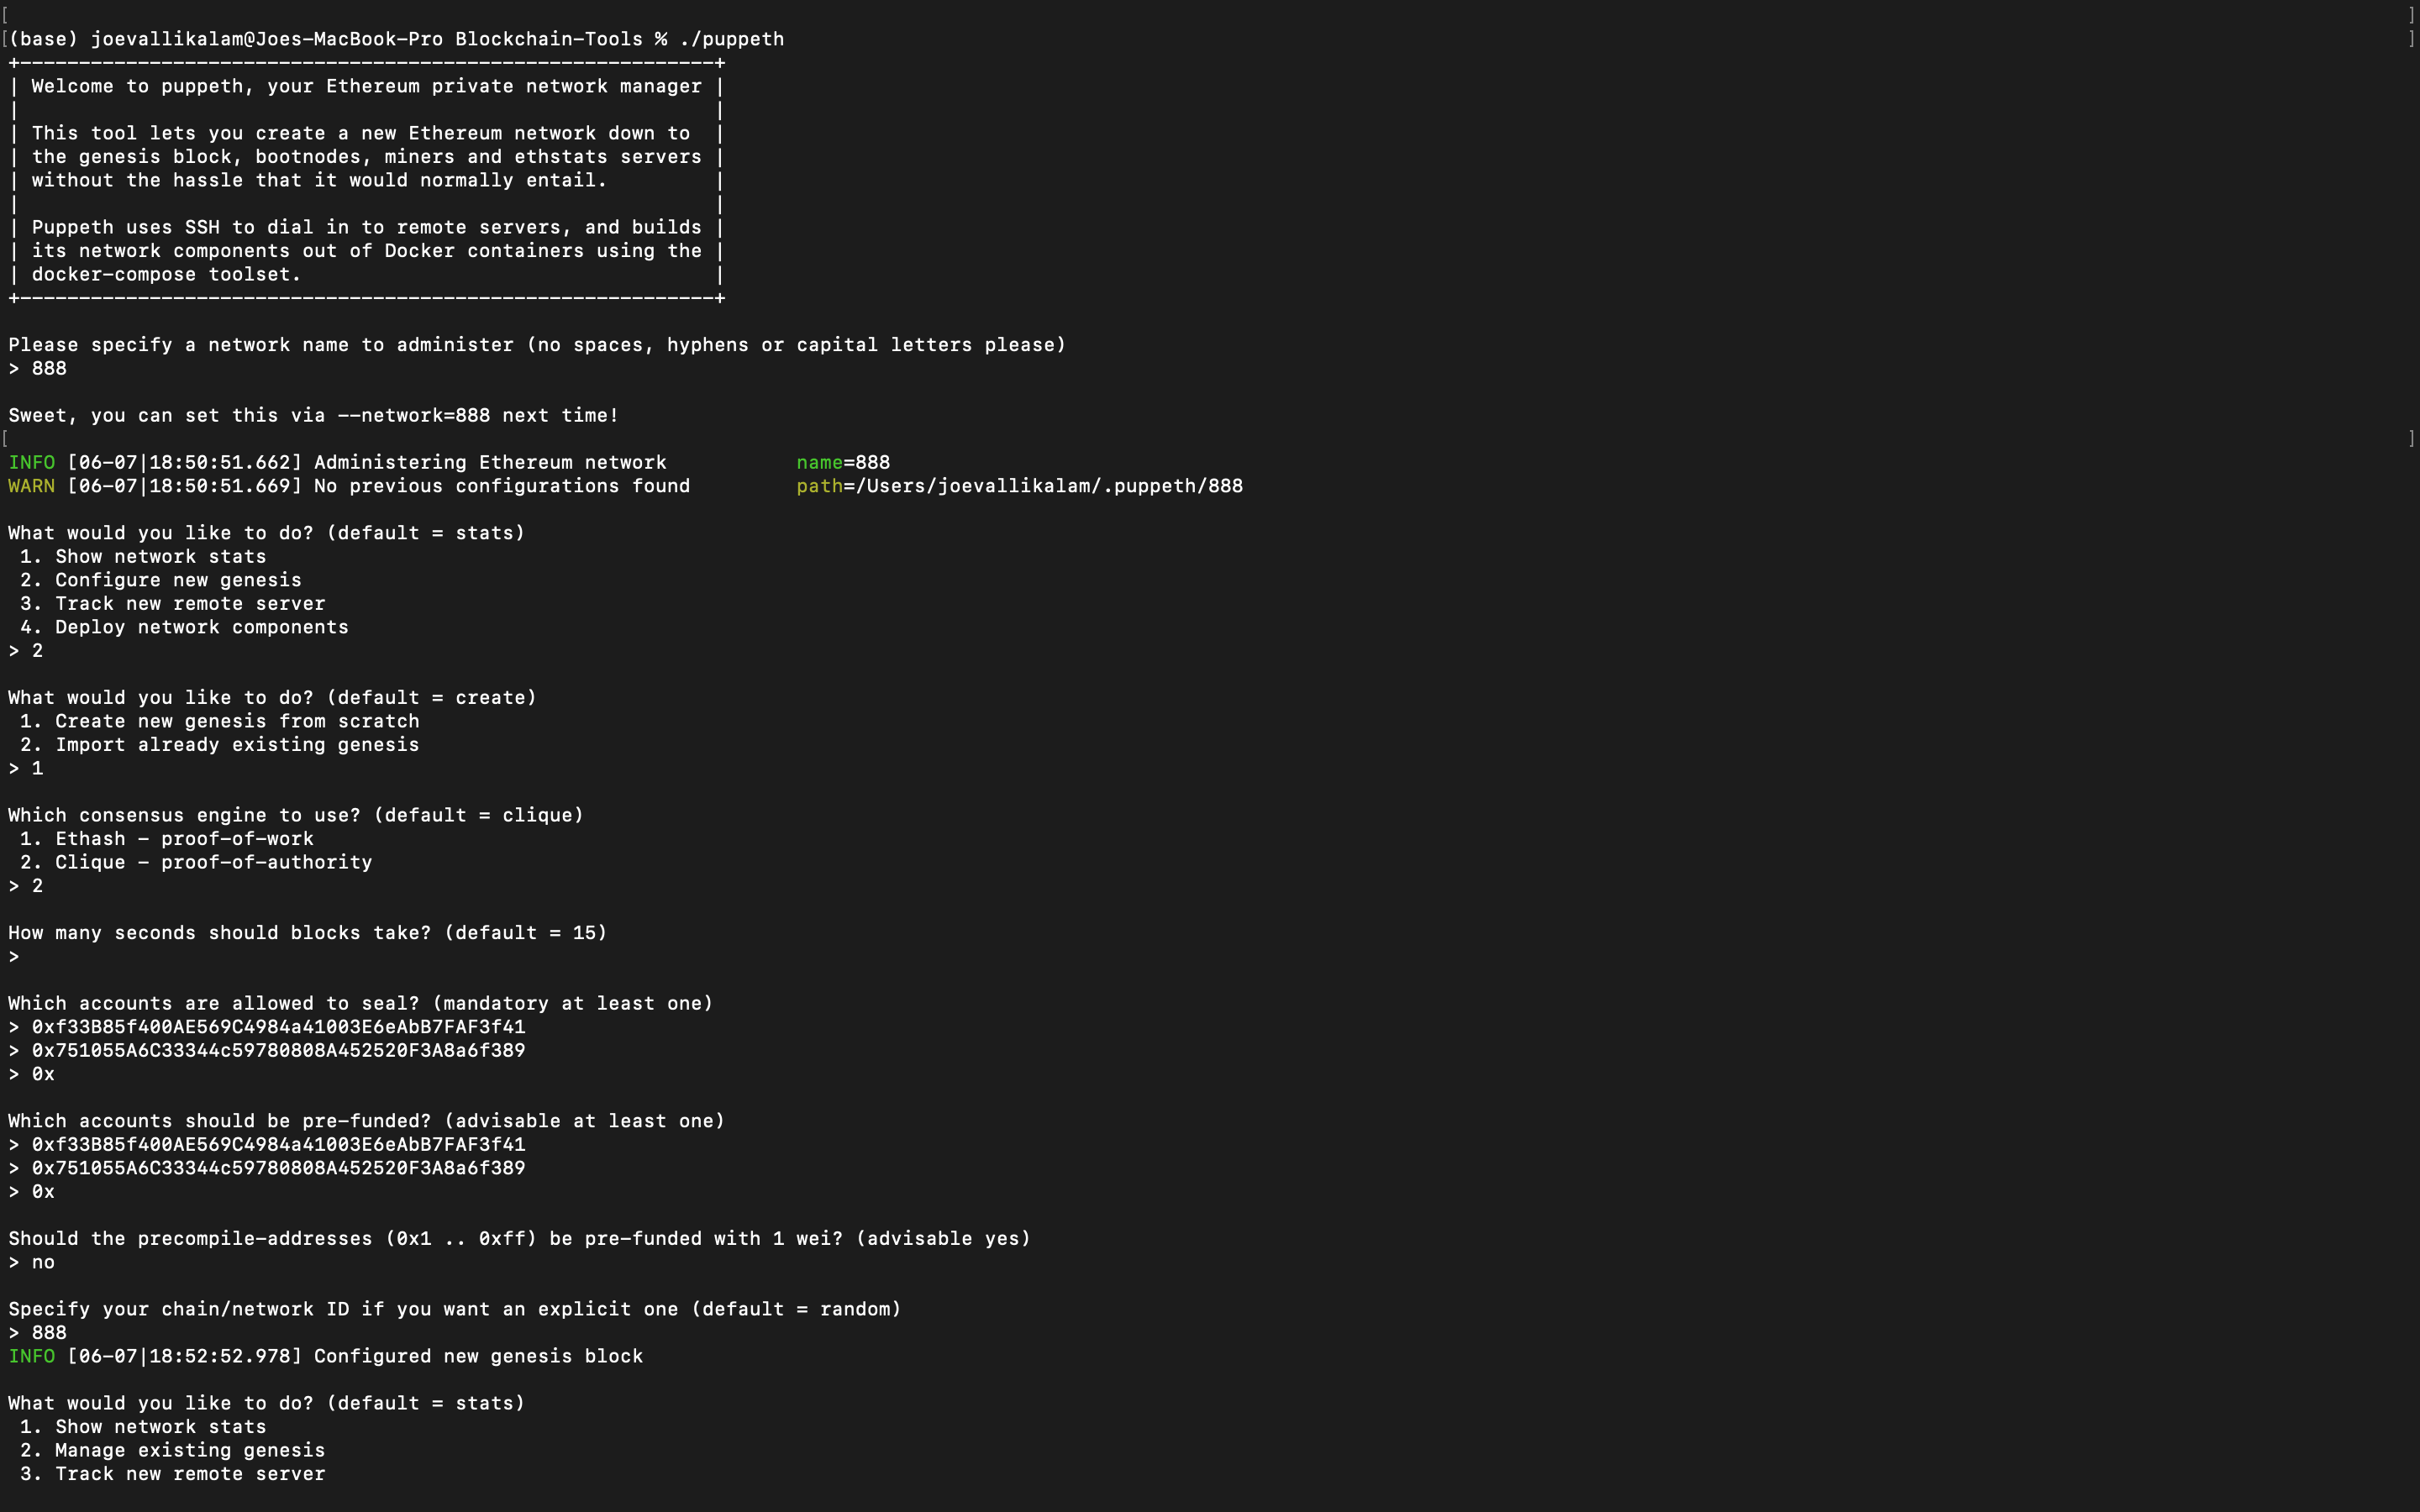 [ ]
[(base) joevallikalam@Joes-MacBook-Pro Blockchain-Tools % ./puppeth ]
+-----------------------------------------------------------+
| Welcome to puppeth, your Ethereum private network manager |
| |
| This tool lets you create a new Ethereum network down to |
| the genesis block, bootnodes, miners and ethstats servers |
| without the hassle that it would normally entail. |
| |
| Puppeth uses SSH to dial in to remote servers, and builds |
| its network components out of Docker containers using the |
| docker-compose toolset. |
+-----------------------------------------------------------+
Please specify a network name to administer (no spaces, hyphens or capital letters please)
> 888
Sweet, you can set this via --network=888 next time!
[ ]
INFO [06-07|18:50:51.662] Administering Ethereum network name=888
WARN [06-07|18:50:51.669] No previous configurations found path=/Users/joevallikalam/.puppeth/888
What would you like to do? (default = stats)
1. Show network stats
2. Configure new genesis
3. Track new remote server
4. Deploy network components
> 2
What would you like to do? (default = create)
1. Create new genesis from scratch
2. Import already existing genesis
> 1
Which consensus engine to use? (default = clique)
1. Ethash - proof-of-work
2. Clique - proof-of-authority
> 2
How many seconds should blocks take? (default = 15)
>
Which accounts are allowed to seal? (mandatory at least one)
> 0xf33B85f400AE569C4984a41003E6eAbB7FAF3f41
> 0x751055A6C33344c59780808A452520F3A8a6f389
> 0x
Which accounts should be pre-funded? (advisable at least one)
> 0xf33B85f400AE569C4984a41003E6eAbB7FAF3f41
> 0x751055A6C33344c59780808A452520F3A8a6f389
> 0x
Should the precompile-addresses (0x1 .. 0xff) be pre-funded with 1 wei? (advisable yes)
> no
Specify your chain/network ID if you want an explicit one (default = random)
> 888
INFO [06-07|18:52:52.978] Configured new genesis block
What would you like to do? (default = stats)
1. Show network stats
2. Manage existing genesis
3. Track new remote server